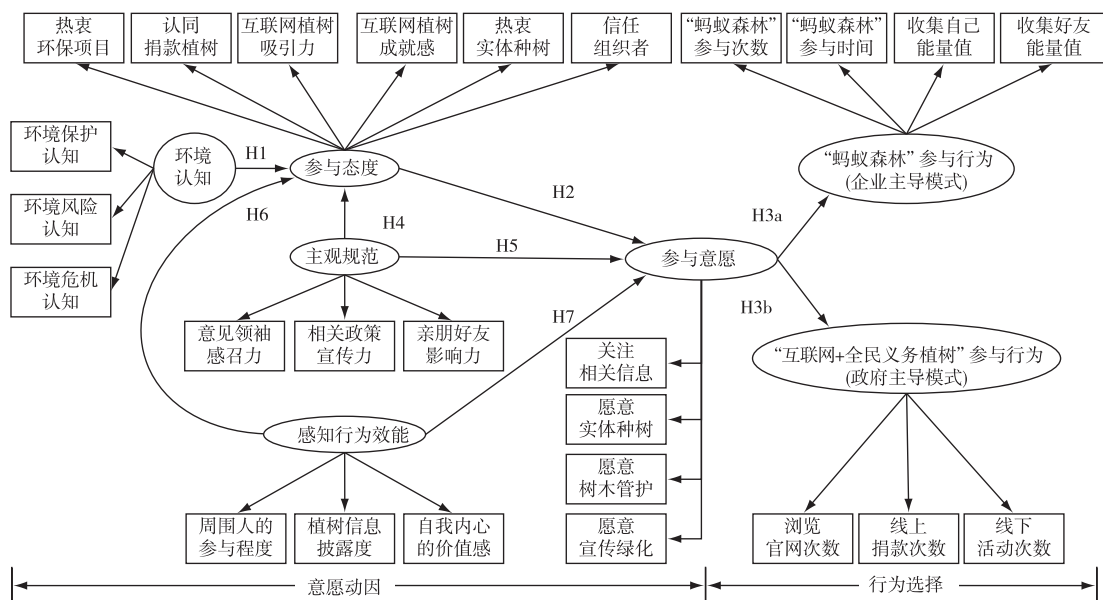 热衷
环保项目
认同
捐款植树
互联网植树
吸引力
互联网植树
成就感
热衷
实体种树
信任
组织者
“蚂蚁森林”
参与次数
“蚂蚁森林”
参与时间
收集自己
能量值
收集好友
能量值
环境保护
认知
环境风险
认知
环境危机
认知
环境
认知
H1
参与态度
H6
H4
H2
主观规范
H5
意见领袖
感召力
相关政策
宣传力
亲朋好友
影响力
H7
感知行为效能
周围人的
参与程度
植树信息
披露度
自我内心
的价值感
参与意愿
H3a
H3b
关注
相关信息
愿意
实体种树
愿意
树木管护
愿意
宣传绿化
“蚂蚁森林”参与行为
(企业主导模式)
“互联网+全民义务植树”参与行为
(政府主导模式)
浏览
官网次数
线上
捐款次数
线下
活动次数
意愿动因
行为选择